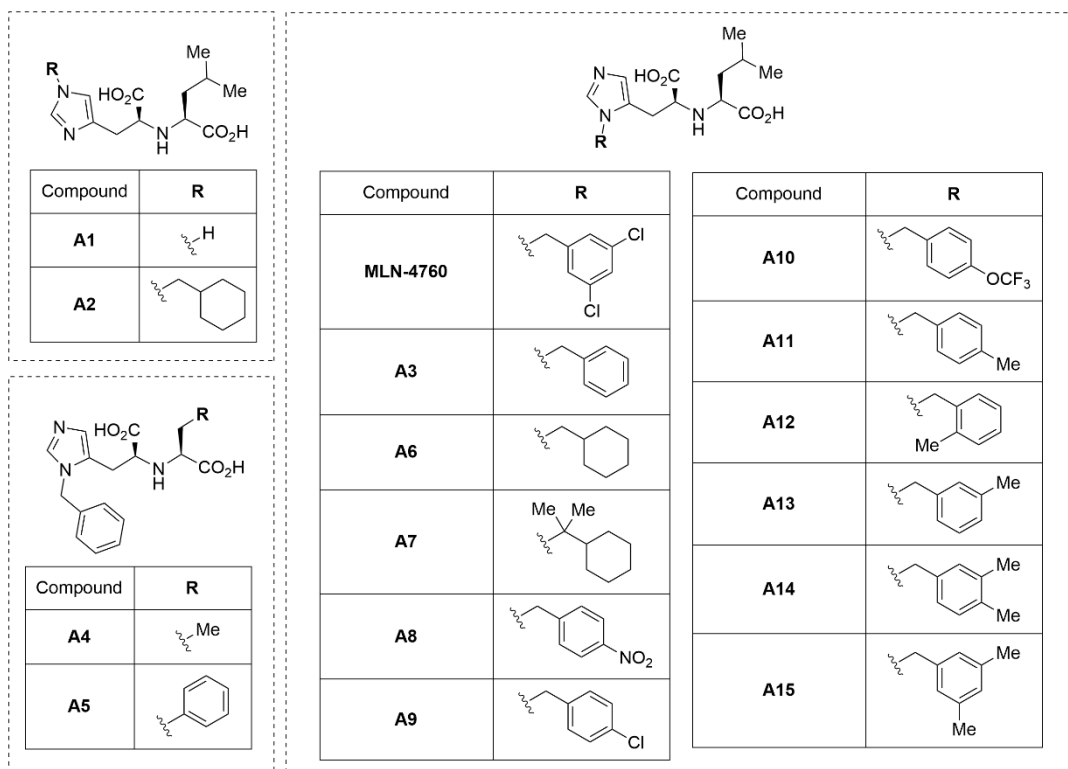 R
N
N
CO₂H
HO₂C
N
H
Me
Me
Compound R
A1 H
A2
N
N
HO₂C
N
H
R
CO₂H
Compound R
A4 Me
A5
N
N
R
HO₂C
N
H
Me
Me
CO₂H
Compound R
MLN-4760 Cl
Cl
A3
A6
A7 Me Me
A8 NO₂
A9 Cl
Compound R
A10 OCF₃
A11 Me
A12 Me
A13 Me
A14 Me
Me
A15 Me
Me